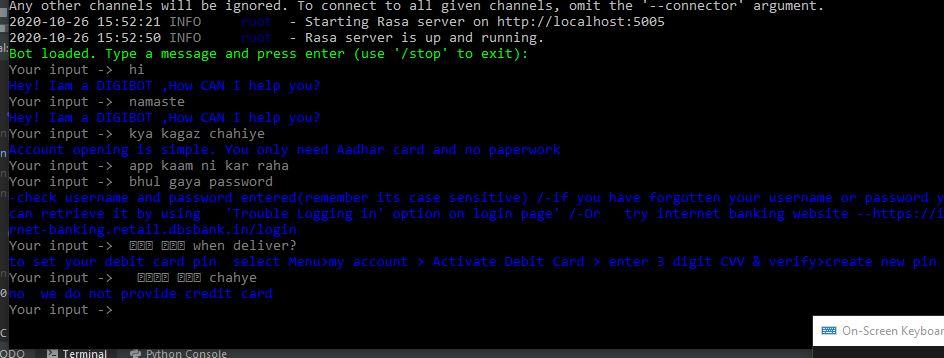 Any other channels will be ignored. To connect to all given channels, omit the '--connector' argument.
2020-10-26 15:52:21 INFO root - Starting Rasa server on http://localhost:5005
2020-10-26 15:52:50 INFO root - Rasa server is up and running.
Bot loaded. Type a message and press enter (use '/stop' to exit):
Your input -> hi
Hey! Iam a DIGIBOT ,How CAN I help you?
Your input -> namaste
Hey! Iam a DIGIBOT ,How CAN I help you?
Your input -> kya kagaz chahiye
Account opening is simple. You only need Aadhar card and no paperwork
Your input -> app kaam ni kar raha
Your input -> bhul gaya password
-check username and password entered(remember its case sensitive) /-if you have forgotten your username or password y
can retrieve it by using 'Trouble Logging in' option on login page' /-Or try internet banking website --https://i
rnet-banking.retail.dbsbank.in/login
Your input -> when deliver?
to set your debit card pin select Menu>my account > Activate Debit Card > enter 3 digit CVV & verify>create new pin
Your input -> chahye
no we do not provide credit card
Your input ->
On-Screen Keyboar
ODO Terminal Python Console